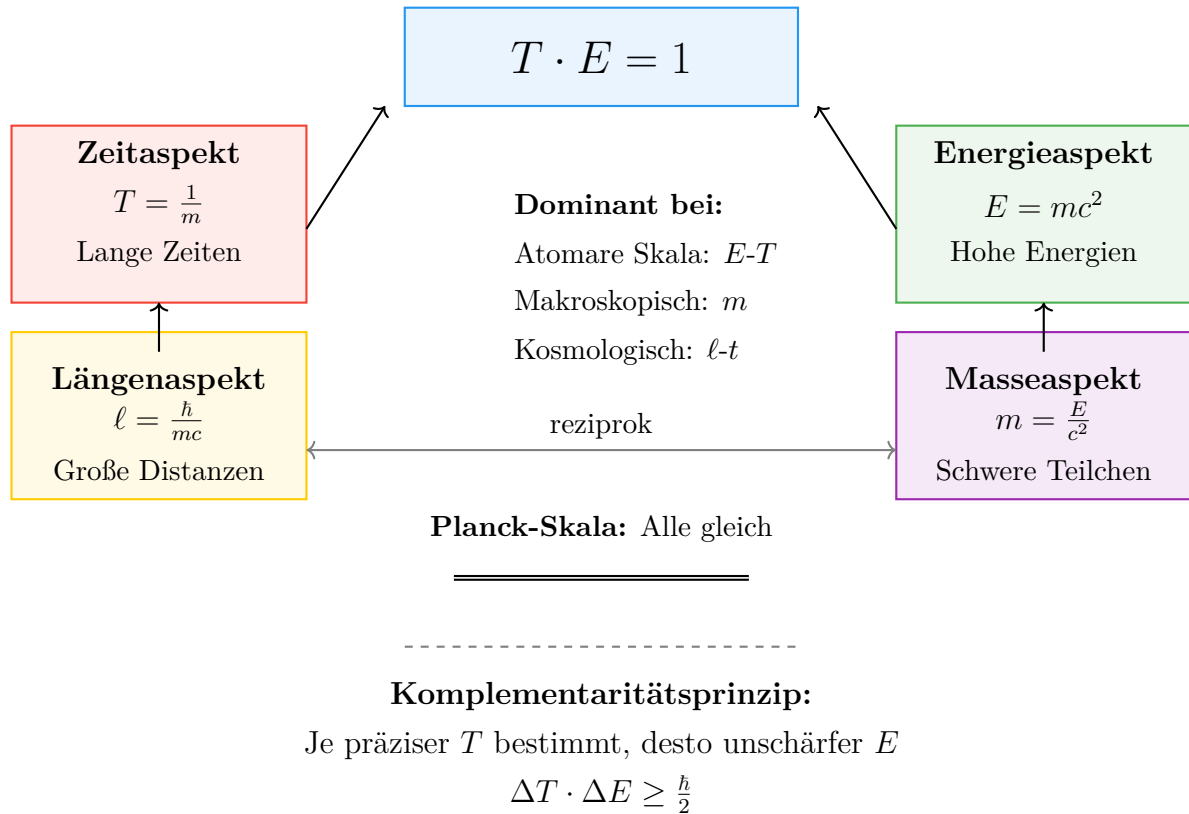 T · E = 1
Zeitaspekt
T = 1/m
Lange Zeiten
Energieaspekt
E = mc²
Hohe Energien
Dominant bei:
Atomare Skala: E-T
Makroskopisch: m
Kosmologisch: ℓ-t
Längenaspekt
ℓ = ℏ/mc
Große Distanzen
reziprok
Masseaspekt
m = E/c²
Schwere Teilchen
Planck-Skala: Alle gleich
Komplementaritätsprinzip:
Je präziser T bestimmt, desto unschärfer E
ΔT · ΔE ≥ ℏ/2